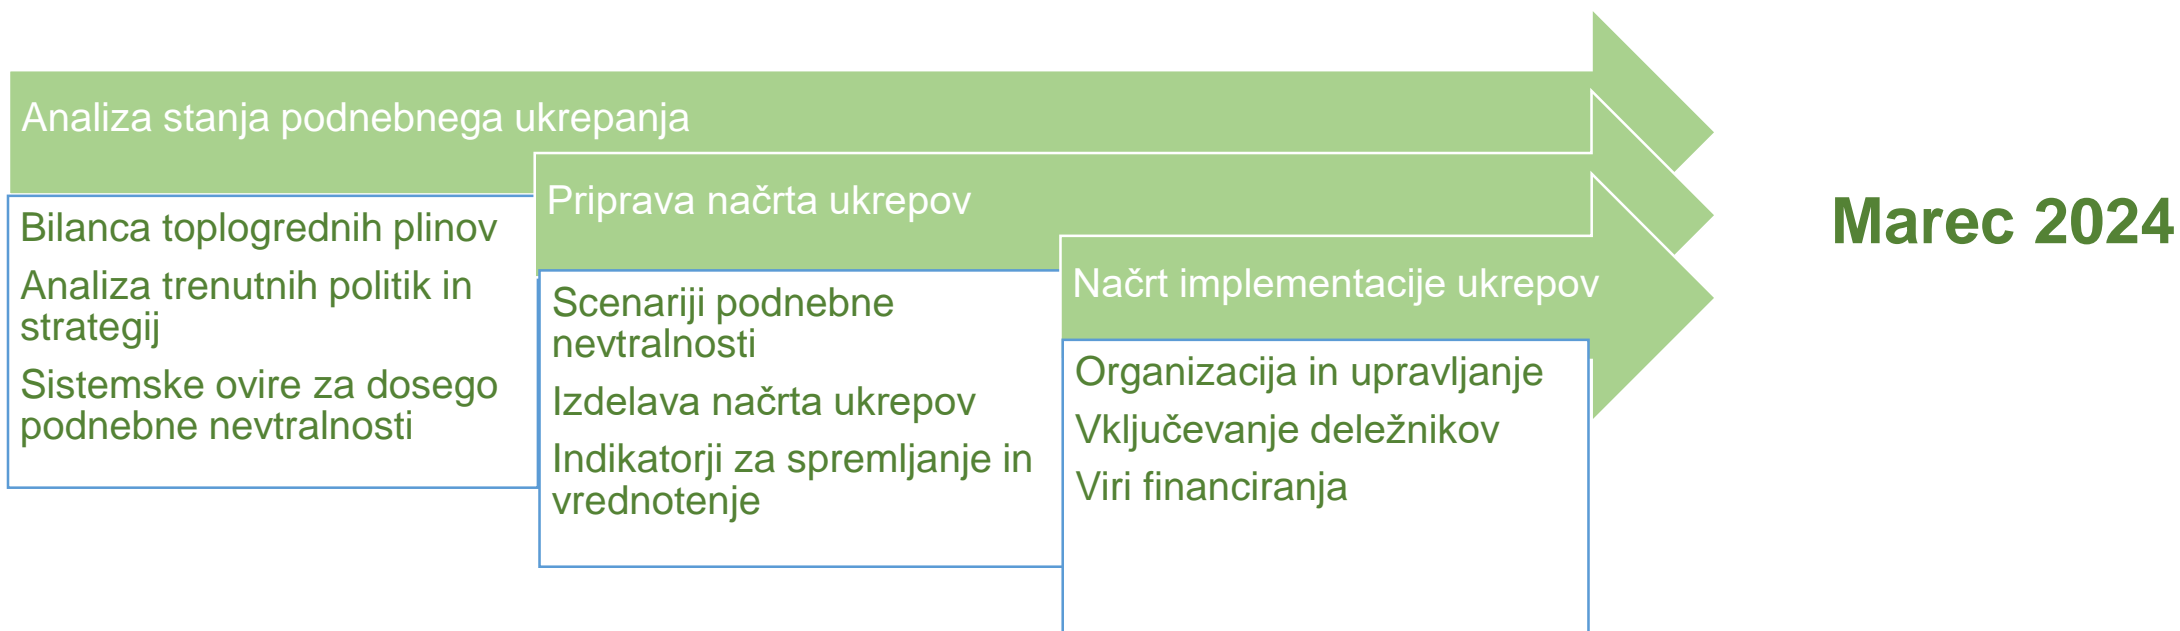 Analiza stanja podnebnega ukrepanja
Bilanca toplogrednih plinov
Analiza trenutnih politik in
strategij
Sistemske ovire za dosego
podnebne nevtralnosti
Priprava načrta ukrepov
Scenariji podnebne
nevtralnosti
Izdelava načrta ukrepov
Indikatorji za spremljanje in
vrednotenje
Načrt implementacije ukrepov
Organizacija in upravljanje
Vključevanje deležnikov
Viri financiranja
Marec 2024